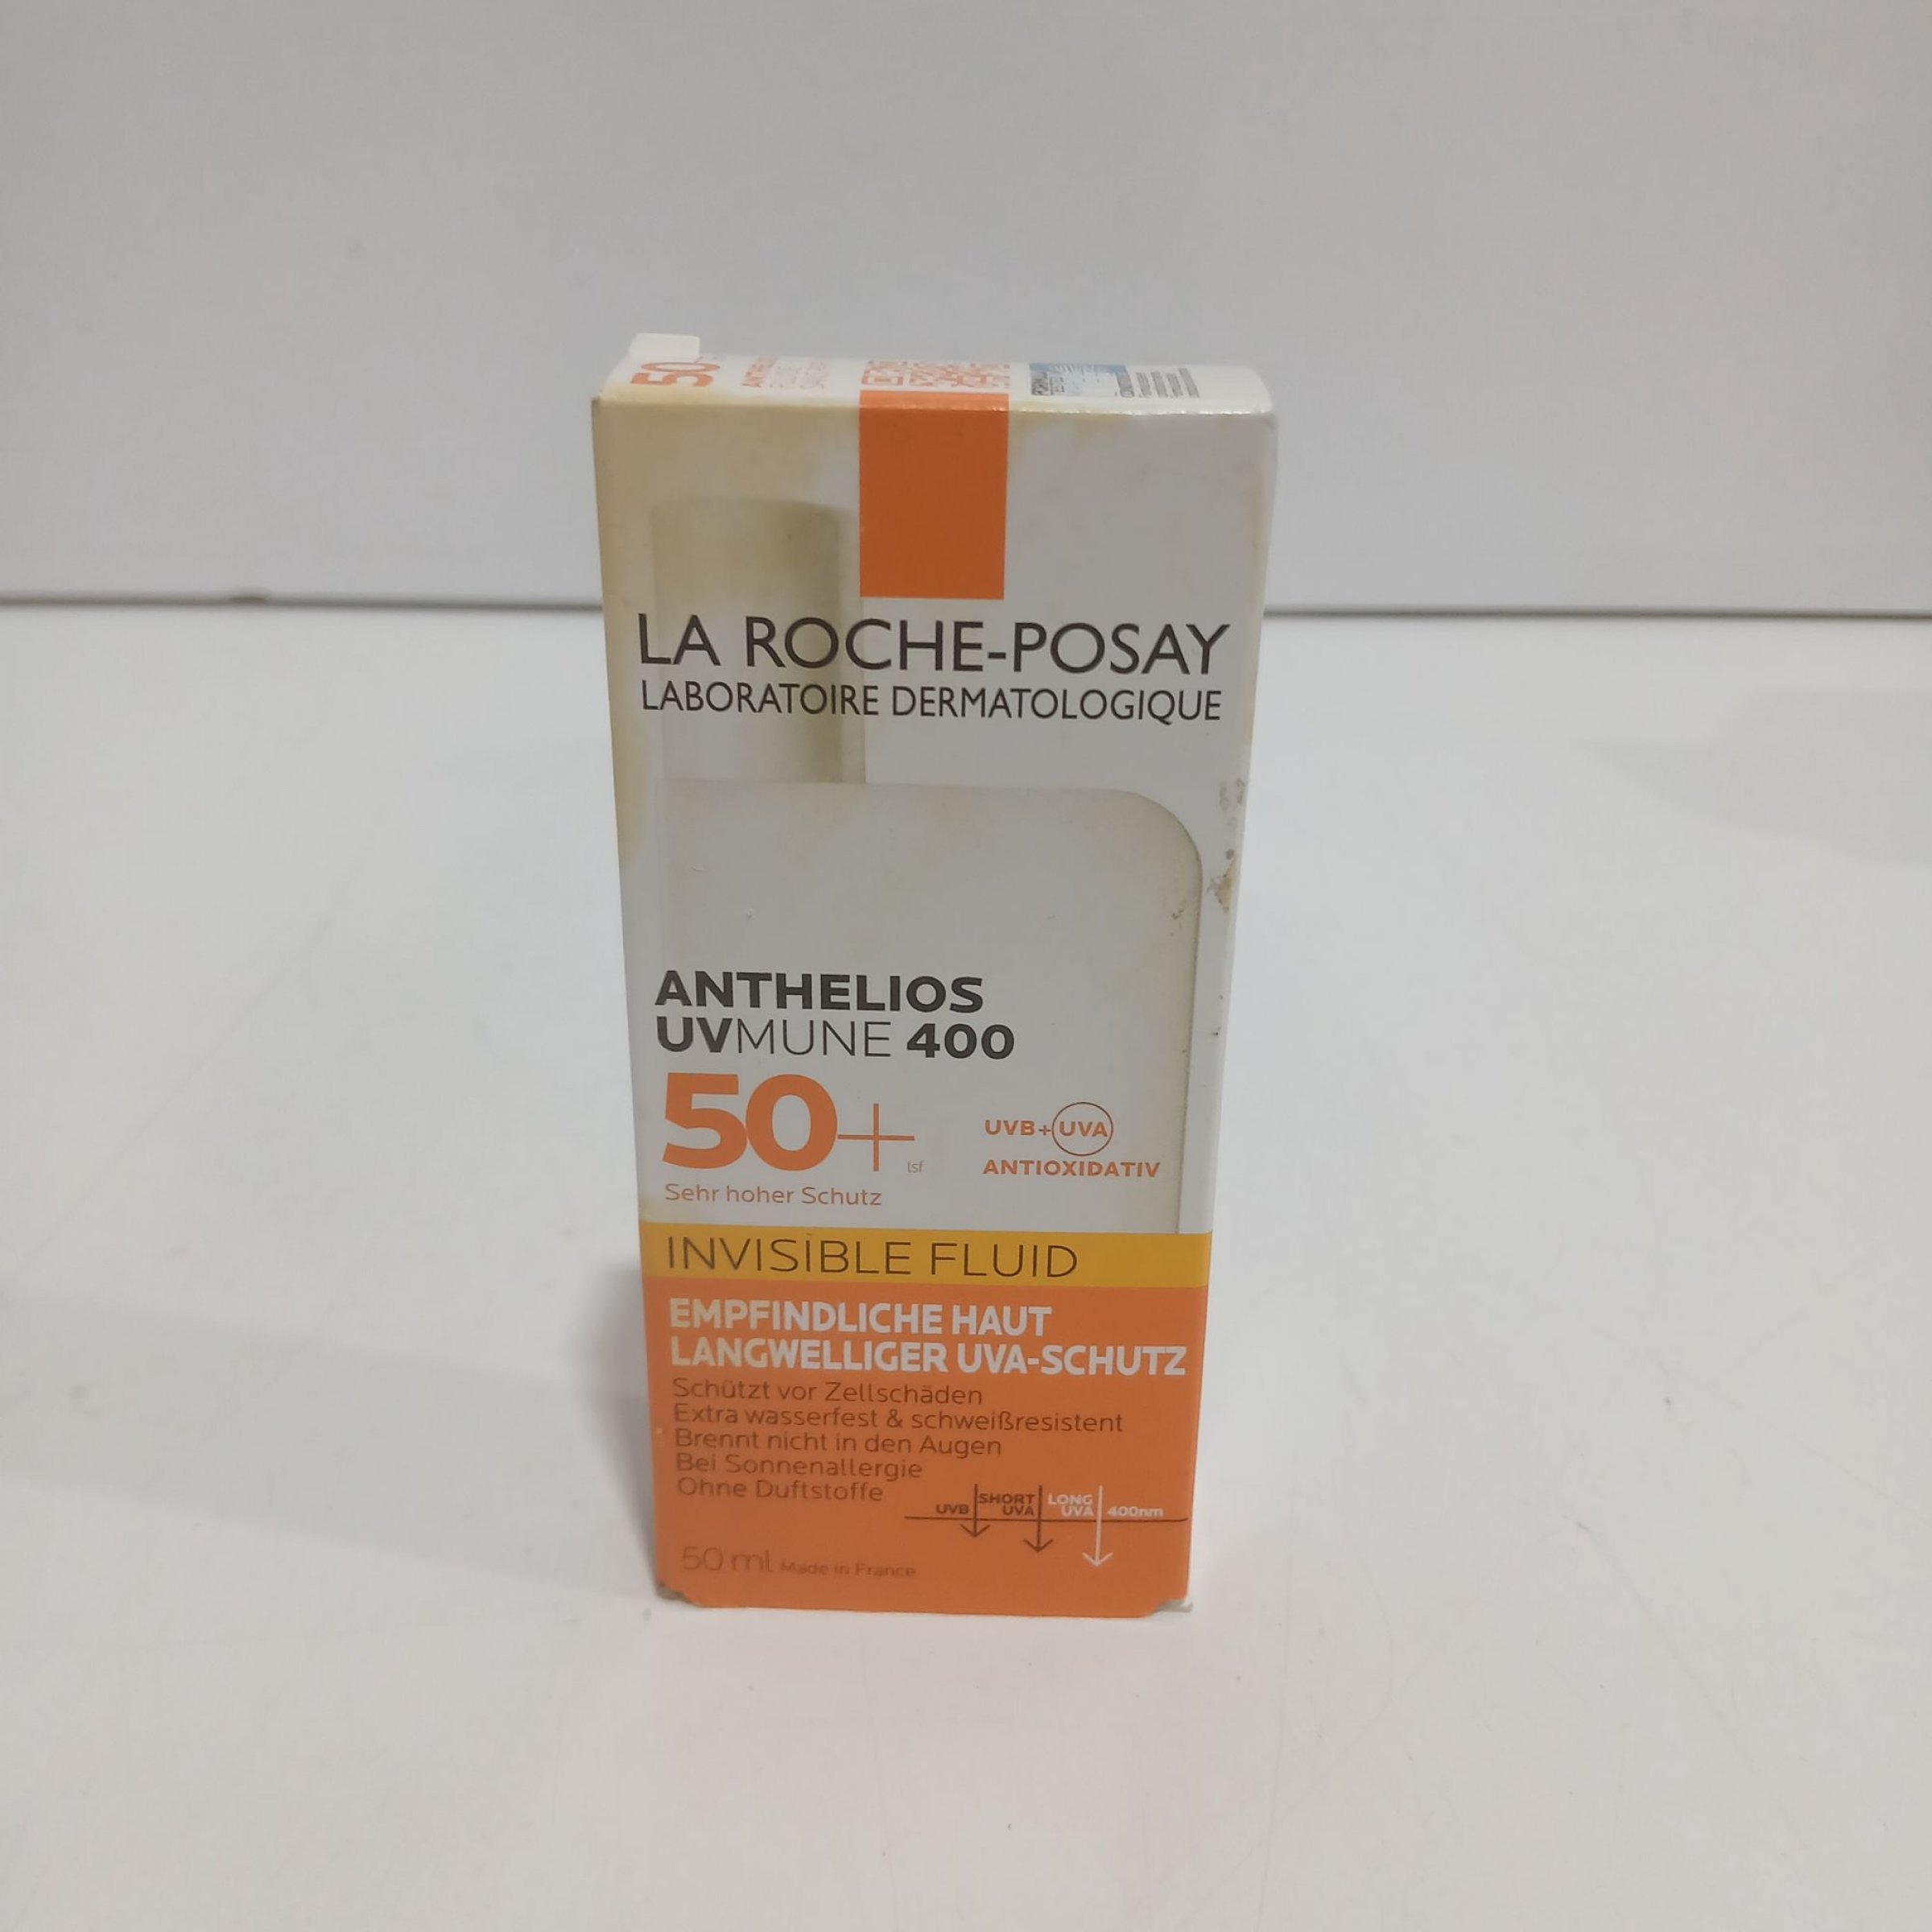 50
LA ROCHE-POSAY
LABORATOIRE DERMATOLOGIQUE
ANTHELIOS
UVMUNE 400
50+
lsf
UVB+UVA
ANTIOXIDATIV
Sehr hoher Schutz
INVISIBLE FLUID
EMPFINDLICHE HAUT
LANGWELLIGER UVA-SCHUTZ
Schützt vor Zellschäden
Extra wasserfest & schweißresistent
Brennt nicht in den Augen
Bei Sonnenallergie
Ohne Duftstoffe
UVB
SHORT
UVA
LONG
UVA
400nm
50 ml Made in France